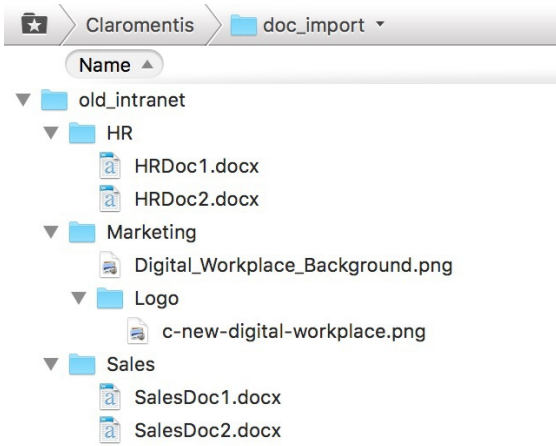 Claromentis doc_import
Name
old_intranet
HR
HRDoc1.docx
HRDoc2.docx
Marketing
Digital_Workplace_Background.png
Logo
c-new-digital-workplace.png
Sales
SalesDoc1.docx
SalesDoc2.docx